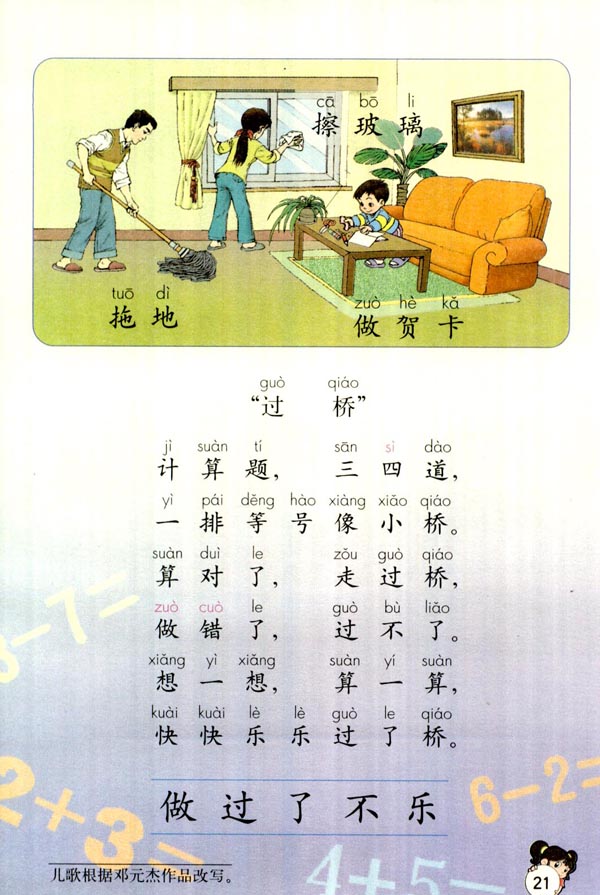 cā bō li
擦玻璃
tuō dì
拖地
zuò hè kǎ
做贺卡
guò qiáo
“过桥”
jì suàn tí sān sì dào
计算题，三四道，
yì pái děng hào xiàng xiǎo qiáo
一排等号像小桥。
suàn duì le zǒu guò qiáo
算对了，走过桥，
zuò cuò le guò bù liǎo
做错了，过不了。
xiǎng yì xiǎng suàn yí suàn
想一想，算一算，
kuài kuài lè lè guò le qiáo
快快乐乐过了桥。
做过了不乐
3-7=
6-2=
2+3=
4+5=
儿歌根据邓元杰作品改写。
21